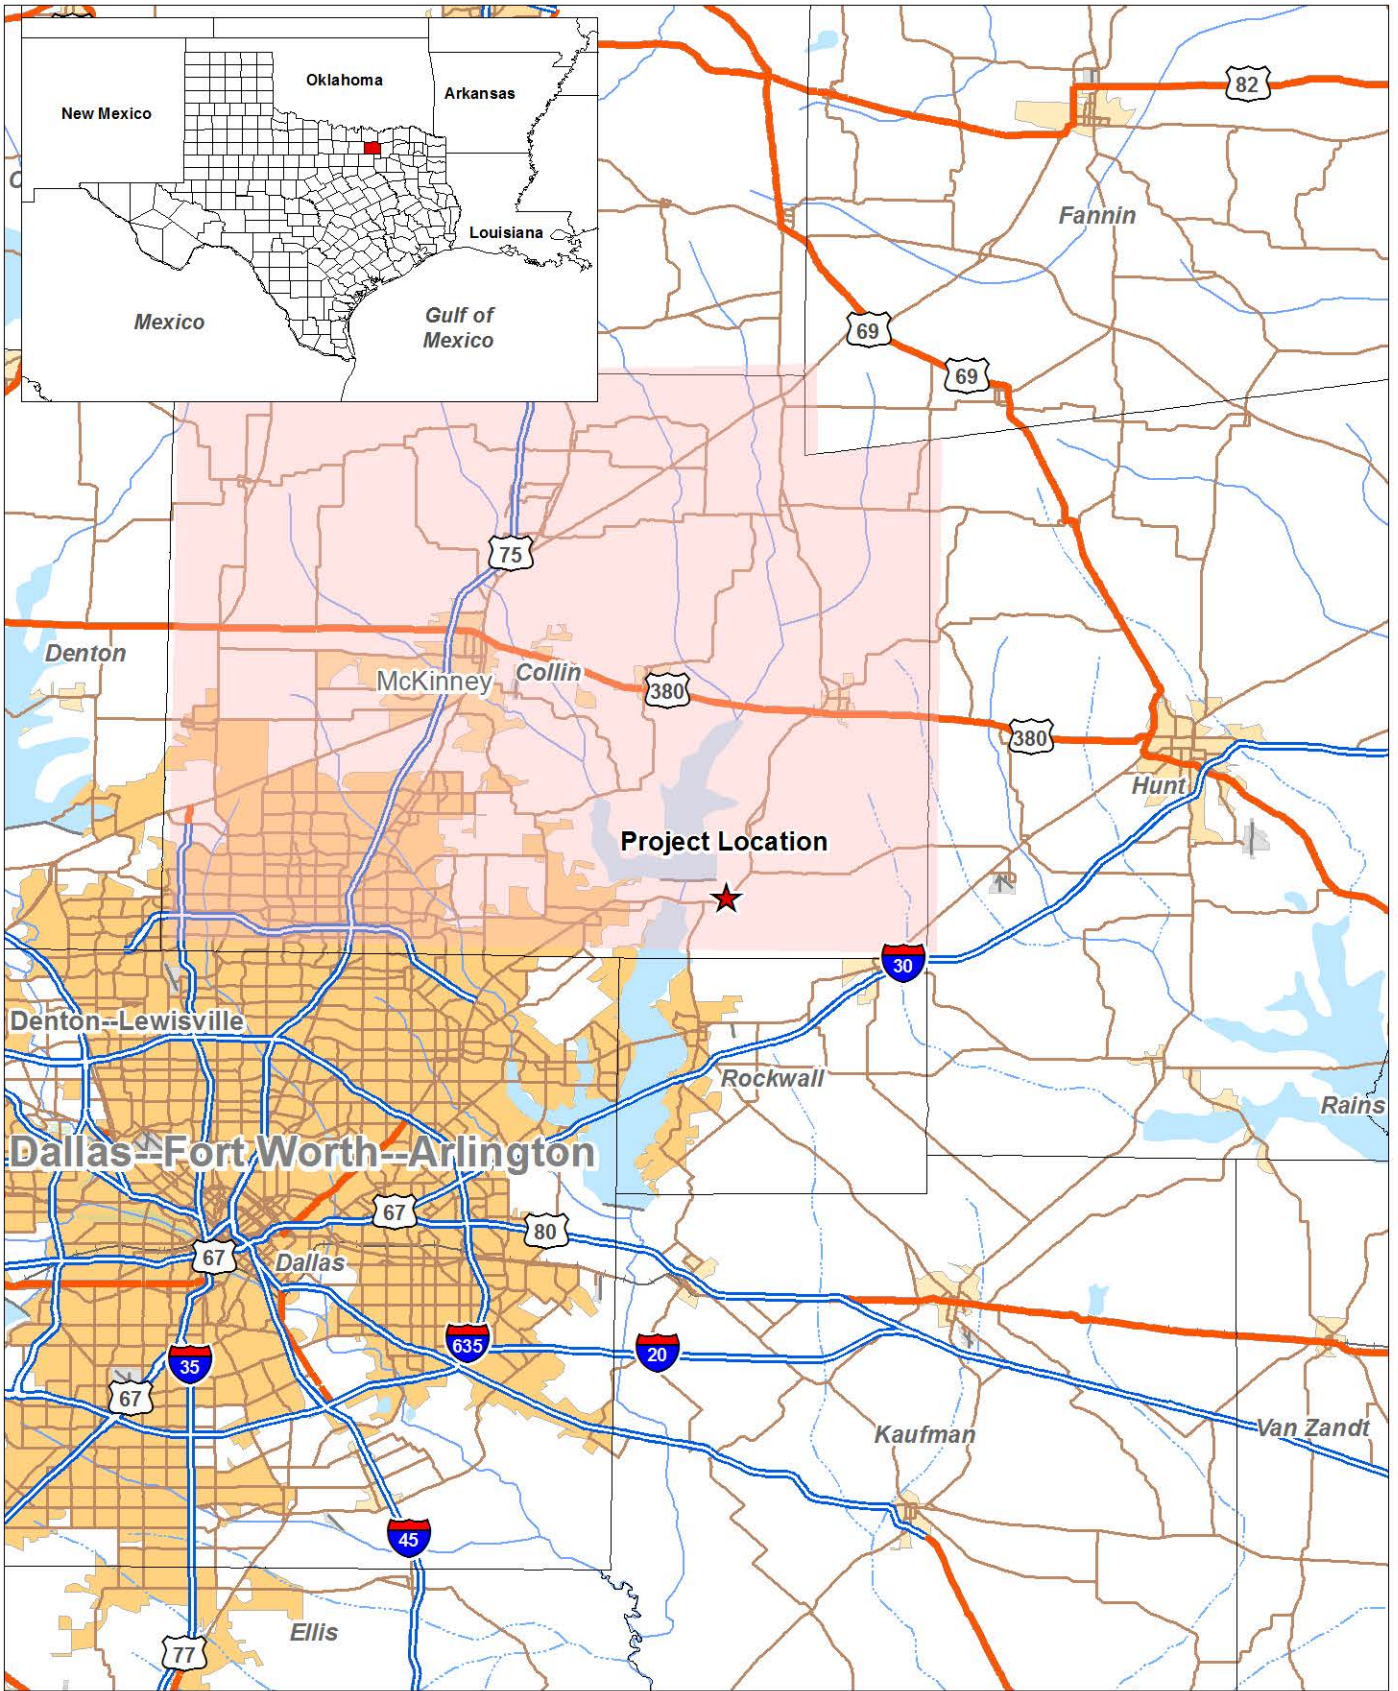 Oklahoma
Arkansas
New Mexico
Louisiana
Mexico
Gulf of
Mexico
82
Fannin
69
69
75
Denton
McKinney
Collin
380
380
Hunt
Project Location
30
Denton--Lewisville
Rockwall
Rains
Dallas--Fort Worth--Arlington
67
80
67
Dallas
635
20
35
67
Kaufman
Van Zandt
45
Ellis
77